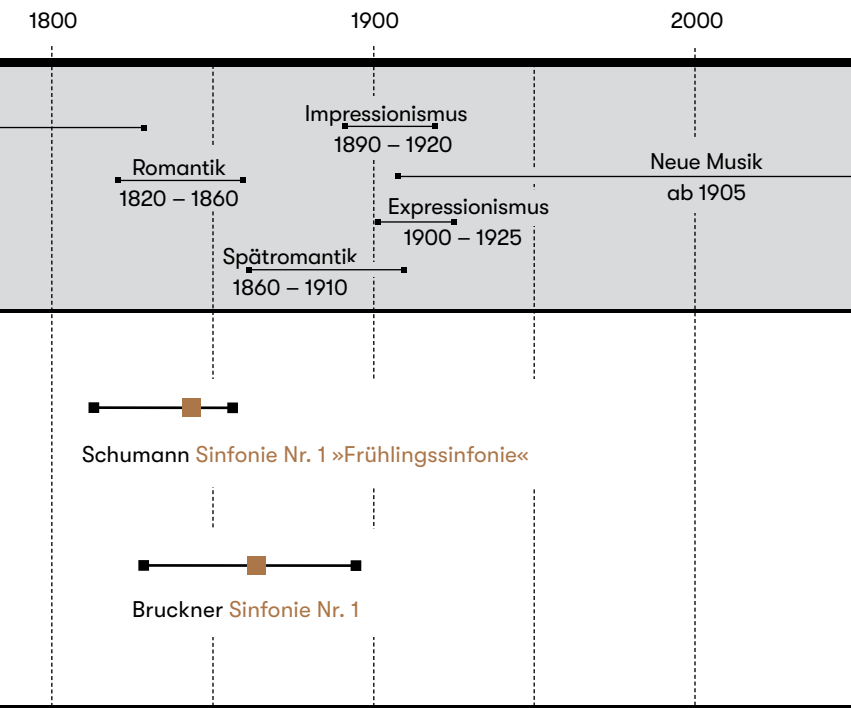 1800 1900 2000
Impressionismus
1890 – 1920
Romantik
1820 – 1860
Neue Musik
ab 1905
Expressionismus
1900 – 1925
Spätromantik
1860 – 1910
Schumann Sinfonie Nr. 1 »Frühlingssinfonie«
Bruckner Sinfonie Nr. 1